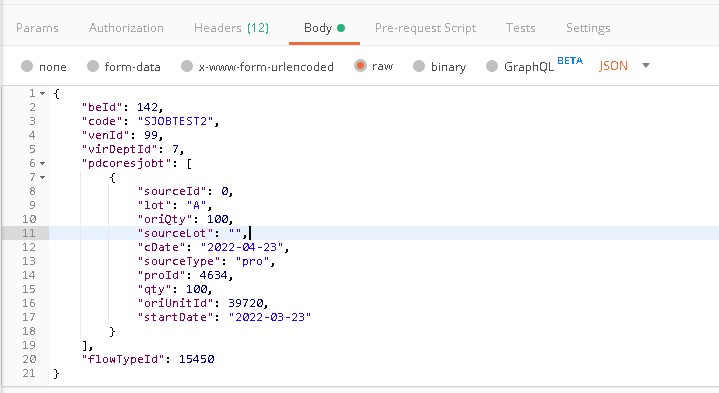 Params Authorization Headers (12) Body Pre-request Script Tests Settings
none form-data x-www-form-urlencoded raw binary GraphQL BETA JSON
1 {
2 "beId": 142,
3 "code": "SJOBTEST2",
4 "venId": 99,
5 "virDeptId": 7,
6 "pdcoresjobt": [
7 {
8 "sourceId": 0,
9 "lot": "A",
10 "oriQty": 100,
11 "sourceLot": "",
12 "cDate": "2022-04-23",
13 "sourceType": "pro",
14 "proId": 4634,
15 "qty": 100,
16 "oriUnitId": 39720,
17 "startDate": "2022-03-23"
18 }
19 ],
20 "flowTypeId": 15450
21 }